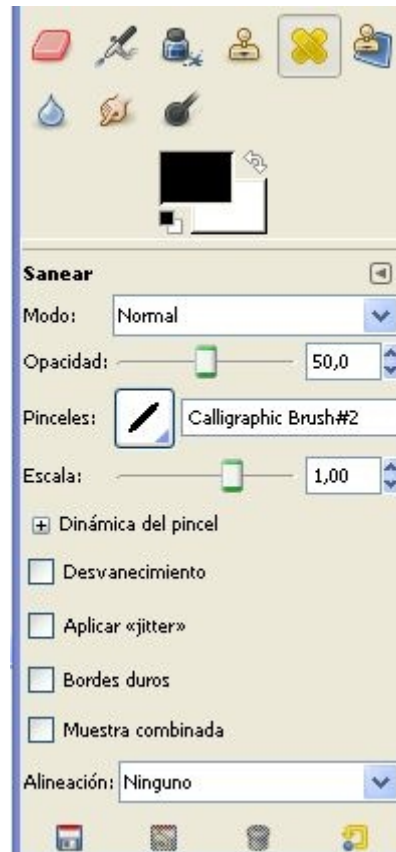 Sanear
Modo: Normal
Opacidad: 50,0
Pinceles: Calligraphic Brush#2
Escala: 1,00
Dinámica del pincel
Desvanecimiento
Aplicar «jitter»
Bordes duros
Muestra combinada
Alineación: Ninguno